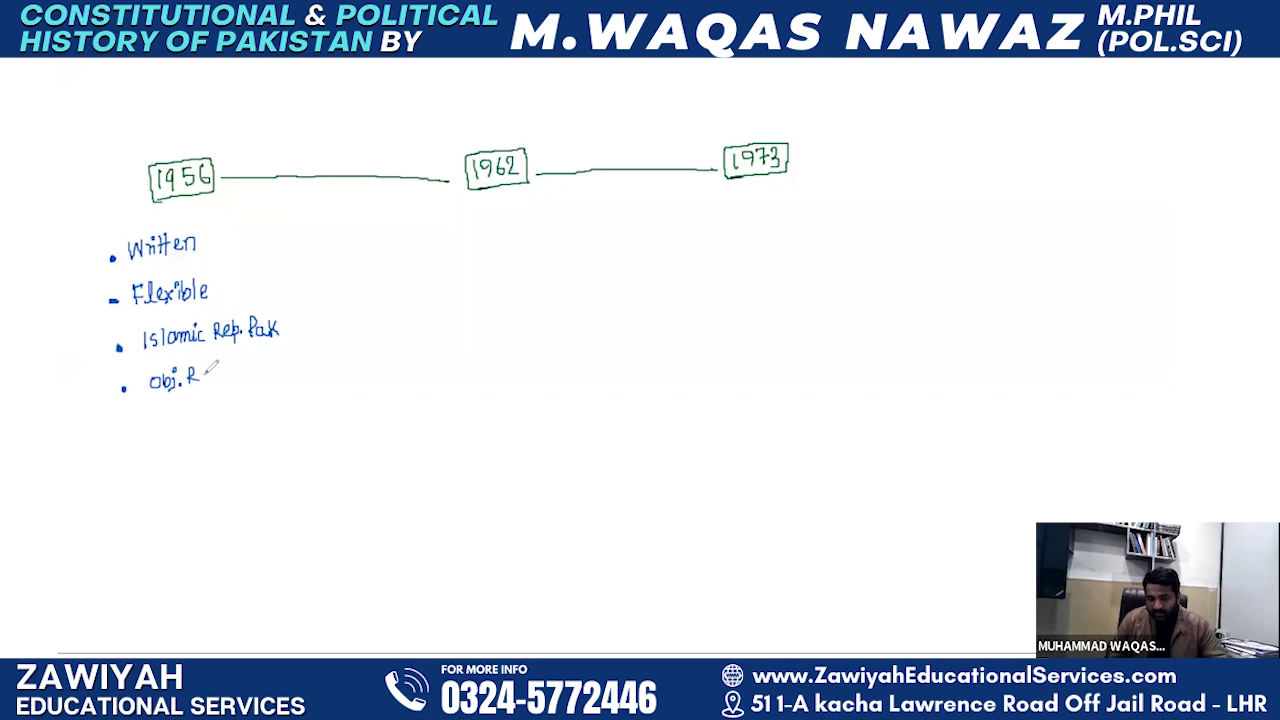 CONSTITUTIONAL & POLITICAL
HISTORY OF PAKISTAN BY
M.WAQAS NAWAZ
M.PHIL
(POL.SCI)
1956
1962
1973
Written
Flexible
Islamic Rep. Pak
Obj. R
MUHAMMAD WAQAS...
ZAWIYAH
EDUCATIONAL SERVICES
FOR MORE INFO
0324-5772446
www.ZawiyahEducationalServices.com
511-A kacha Lawrence Road Off Jail Road - LHR